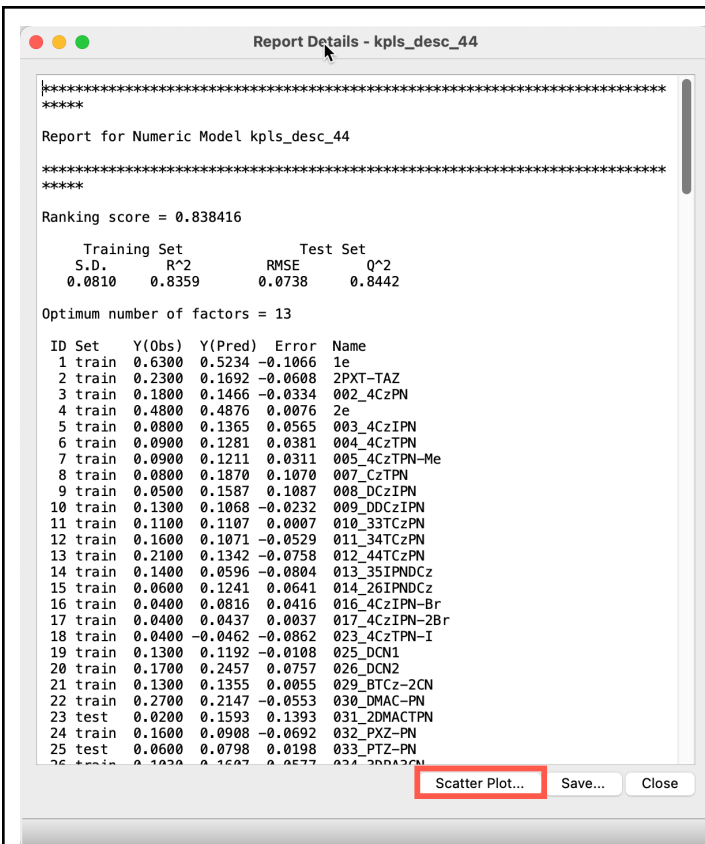 Report Details - kpls_desc_44
***************************************************************************
*****
Report for Numeric Model kpls_desc_44
***************************************************************************
*****
Ranking score = 0.838416
Training Set Test Set
S.D. R^2 RMSE Q^2
0.0810 0.8359 0.0738 0.8442
Optimum number of factors = 13
ID Set Y(Obs) Y(Pred) Error Name
1 train 0.6300 0.5234 -0.1066 1e
2 train 0.2300 0.1692 -0.0608 2PXT-TAZ
3 train 0.1800 0.1466 -0.0334 002_4CzPN
4 train 0.4800 0.4876 0.0076 2e
5 train 0.0800 0.1365 0.0565 003_4CzIPN
6 train 0.0900 0.1281 0.0381 004_4CzTPN
7 train 0.0900 0.1211 0.0311 005_4CzTPN-Me
8 train 0.0800 0.1870 0.1070 007_CzTPN
9 train 0.0500 0.1587 0.1087 008_DCzIPN
10 train 0.1300 0.1068 -0.0232 009_DDCzIPN
11 train 0.1100 0.1107 0.0007 010_33TCzPN
12 train 0.1600 0.1071 -0.0529 011_34TCzPN
13 train 0.2100 0.1342 -0.0758 012_44TCzPN
14 train 0.1400 0.0596 -0.0804 013_35IPNDCz
15 train 0.0600 0.1241 0.0641 014_26IPNDCz
16 train 0.0400 0.0816 0.0416 016_4CzIPN-Br
17 train 0.0400 0.0437 0.0037 017_4CzIPN-2Br
18 train 0.0400 -0.0462 -0.0862 023_4CzTPN-I
19 train 0.1300 0.1192 -0.0108 025_DCN1
20 train 0.1700 0.2457 0.0757 026_DCN2
21 train 0.1300 0.1355 0.0055 029_BTCz-2CN
22 train 0.2700 0.2147 -0.0553 030_DMAC-PN
23 test 0.0200 0.1593 0.1393 031_2DMACTPN
24 train 0.1600 0.0908 -0.0692 032_PXZ-PN
25 test 0.0600 0.0798 0.0198 033_PTZ-PN
26 train 0.1030 0.1607 0.0577 034_3DPA3CN
Scatter Plot... Save... Close